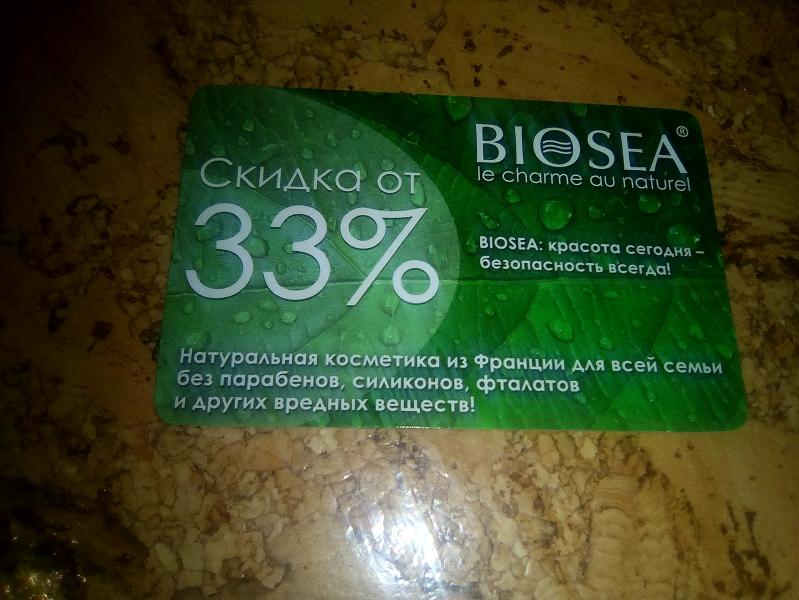 Скидка от
33%
BIOSEA®
le charme au naturel
BIOSEA: красота сегодня –
безопасность всегда!
Натуральная косметика из Франции для всей семьи
без парабенов, силиконов, фталатов
и других вредных веществ!